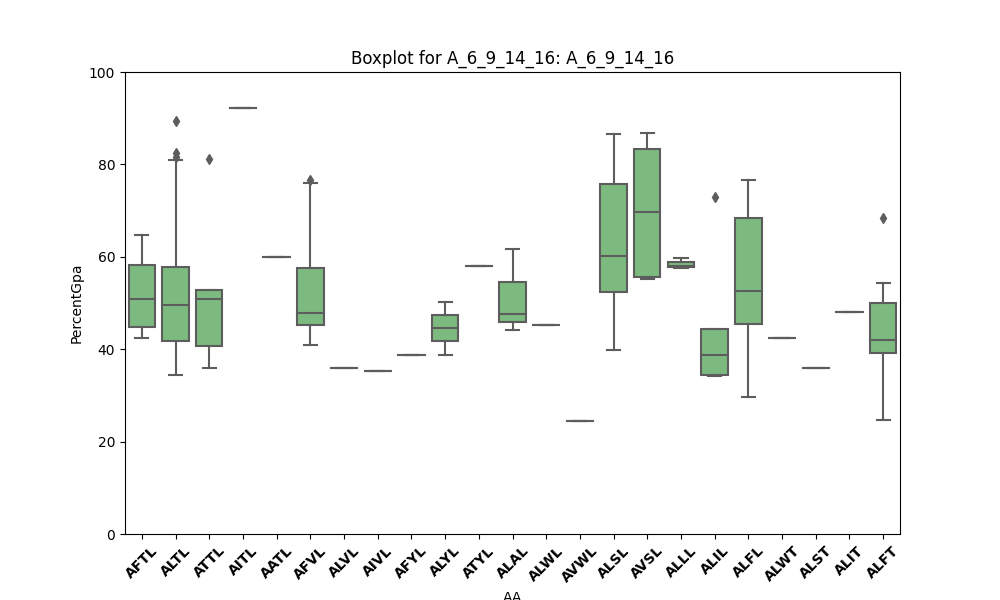 Boxplot for A_6_9_14_16: A_6_9_14_16
PercentGpa
100
80
60
40
20
0
AFTL
ALTL
ATTL
AITL
AATL
AFVL
ALVL
AIVL
AFYL
ALYL
ATYL
ALAL
ALWL
AVWL
ALSL
AVSL
ALLL
ALIL
ALFL
ALWT
ALST
ALIT
ALFT
AA